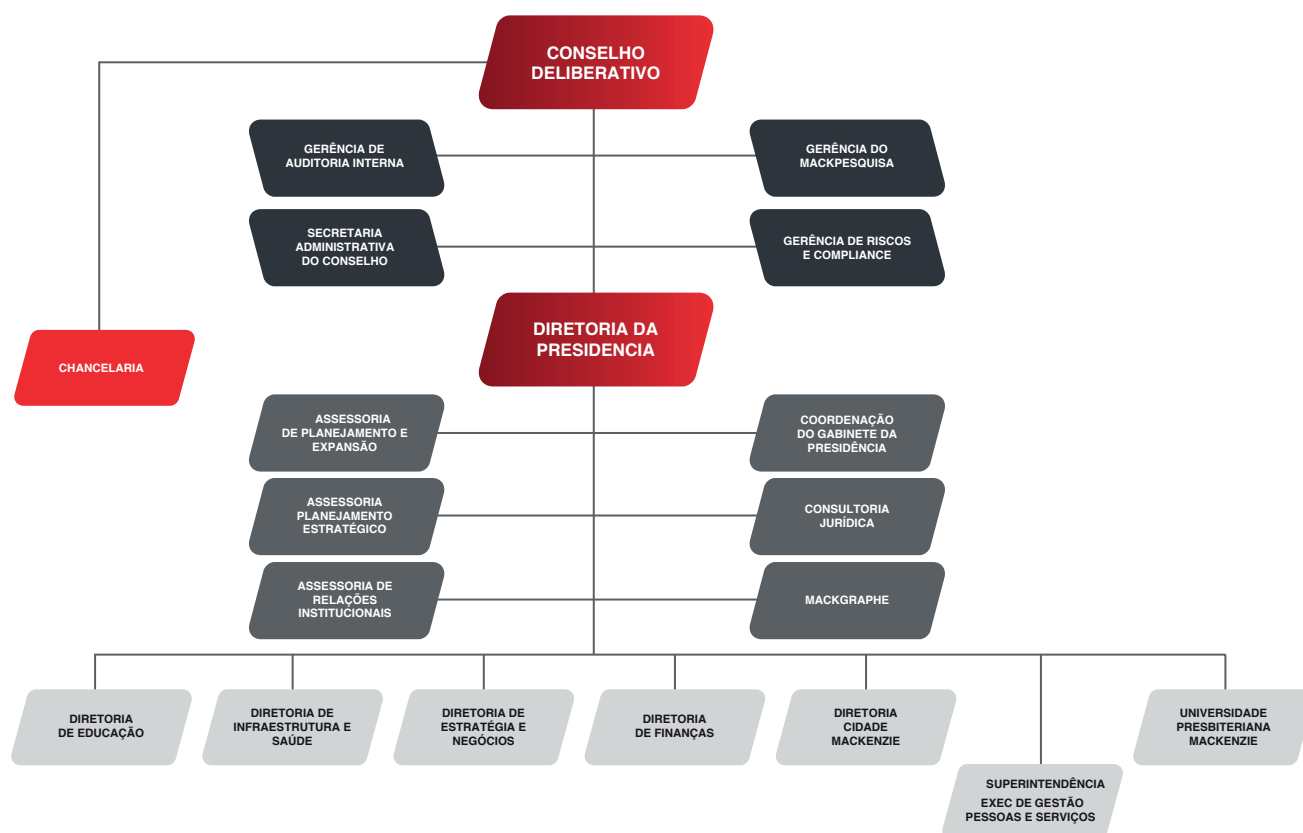 CONSELHO
DELIBERATIVO
GERÊNCIA DE
AUDITORIA INTERNA
GERÊNCIA DO
MACKPESQUISA
SECRETARIA
ADMINISTRATIVA
DO CONSELHO
GERÊNCIA DE RISCOS
E COMPLIANCE
DIRETORIA DA
PRESIDENCIA
CHANCELARIA
ASSESSORIA
DE PLANEJAMENTO E
EXPANSÃO
COORDENAÇÃO
DO GABINETE DA
PRESIDÊNCIA
ASSESSORIA
PLANEJAMENTO
ESTRATÉGICO
CONSULTORIA
JURÍDICA
ASSESSORIA DE
RELAÇÕES
INSTITUCIONAIS
MACKGRAPHE
DIRETORIA
DE EDUCAÇÃO
DIRETORIA DE
INFRAESTRUTURA E
SAÚDE
DIRETORIA DE
ESTRATÉGIA E
NEGÓCIOS
DIRETORIA
DE FINANÇAS
DIRETORIA
CIDADE
MACKENZIE
UNIVERSIDADE
PRESBITERIANA
MACKENZIE
SUPERINTENDÊNCIA
EXEC DE GESTÃO
PESSOAS E SERVIÇOS